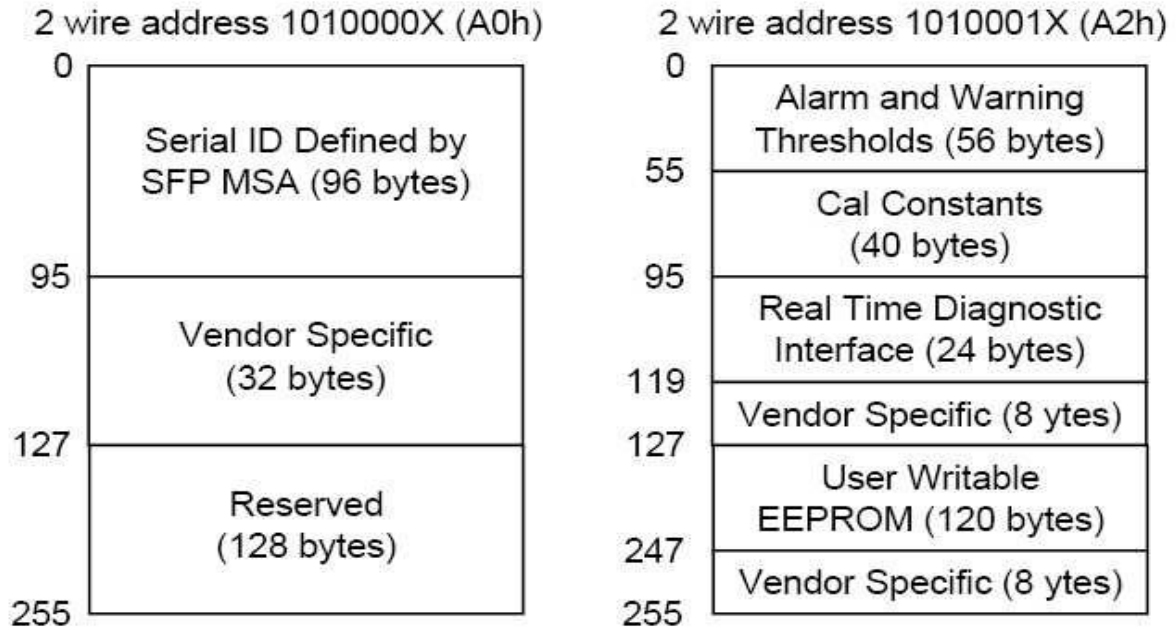 2 wire address 1010000X (A0h)
0
Serial ID Defined by
SFP MSA (96 bytes)
95
Vendor Specific
(32 bytes)
127
Reserved
(128 bytes)
255
2 wire address 1010001X (A2h)
0
Alarm and Warning
Thresholds (56 bytes)
55
Cal Constants
(40 bytes)
95
Real Time Diagnostic
Interface (24 bytes)
119
Vendor Specific (8 ytes)
127
User Writable
EEPROM (120 bytes)
247
Vendor Specific (8 ytes)
255